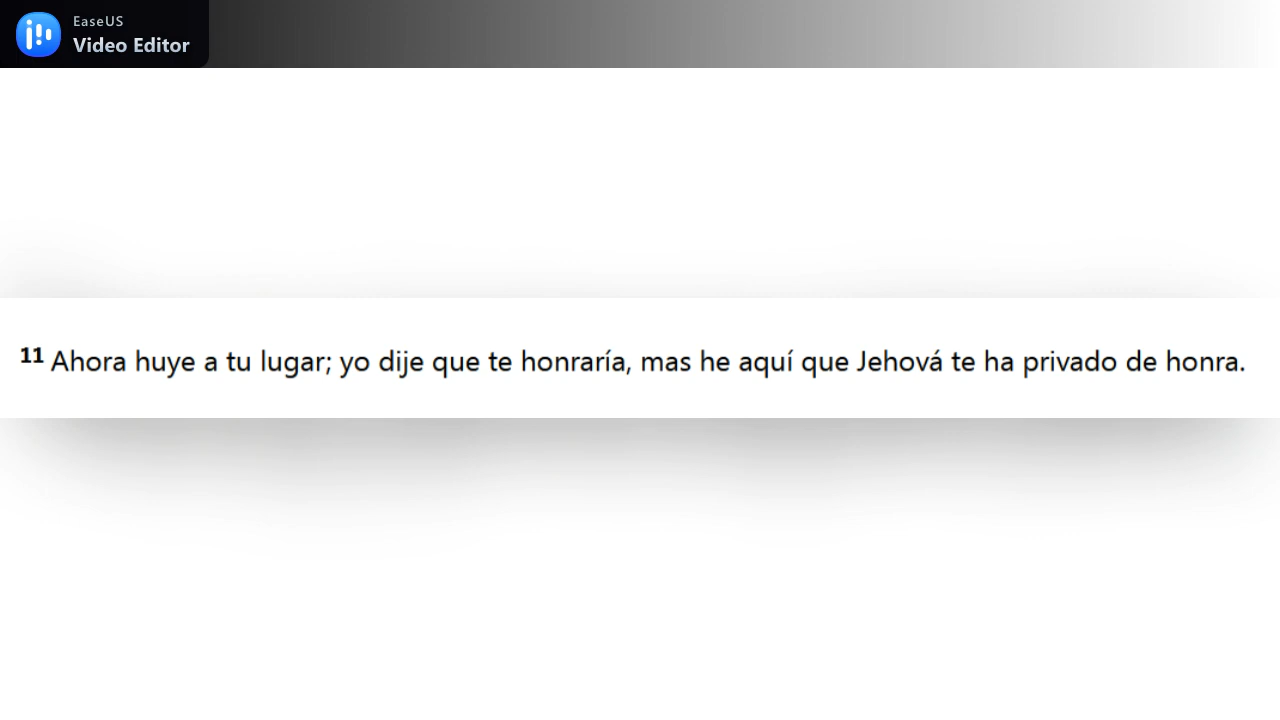 EaseUS
Video Editor
11 Ahora huye a tu lugar; yo dije que te honraría, mas he aquí que Jehová te ha privado de honra.